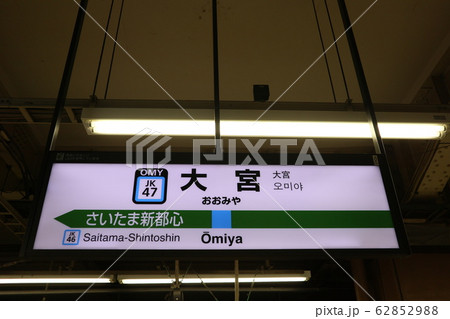 OMY
JK
47
大宮
おおみや
大宮
오미야
さいたま新都心
JK
46
Saitama-Shintoshin
Ōmiya
PIXTA
62852988